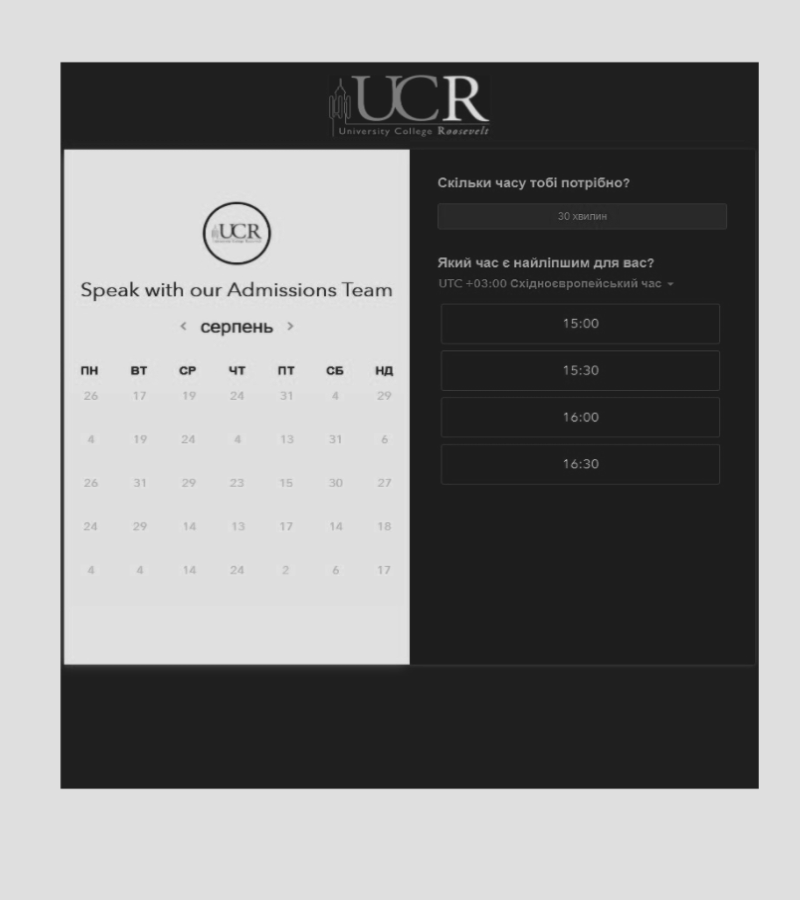 UCR
University College Roosevelt
UCR
Speak with our Admissions Team
< серпень >
ПН ВТ СР ЧТ ПТ СБ НД
26 17 19 24 31 4 29
4 19 24 4 13 31 6
26 31 29 23 15 30 27
24 29 14 13 17 14 18
4 4 14 24 2 6 17
Скільки часу тобі потрібно?
30 хвилин
Який час є найліпшим для вас?
UTC +03:00 Східноєвропейський час
15:00
15:30
16:00
16:30